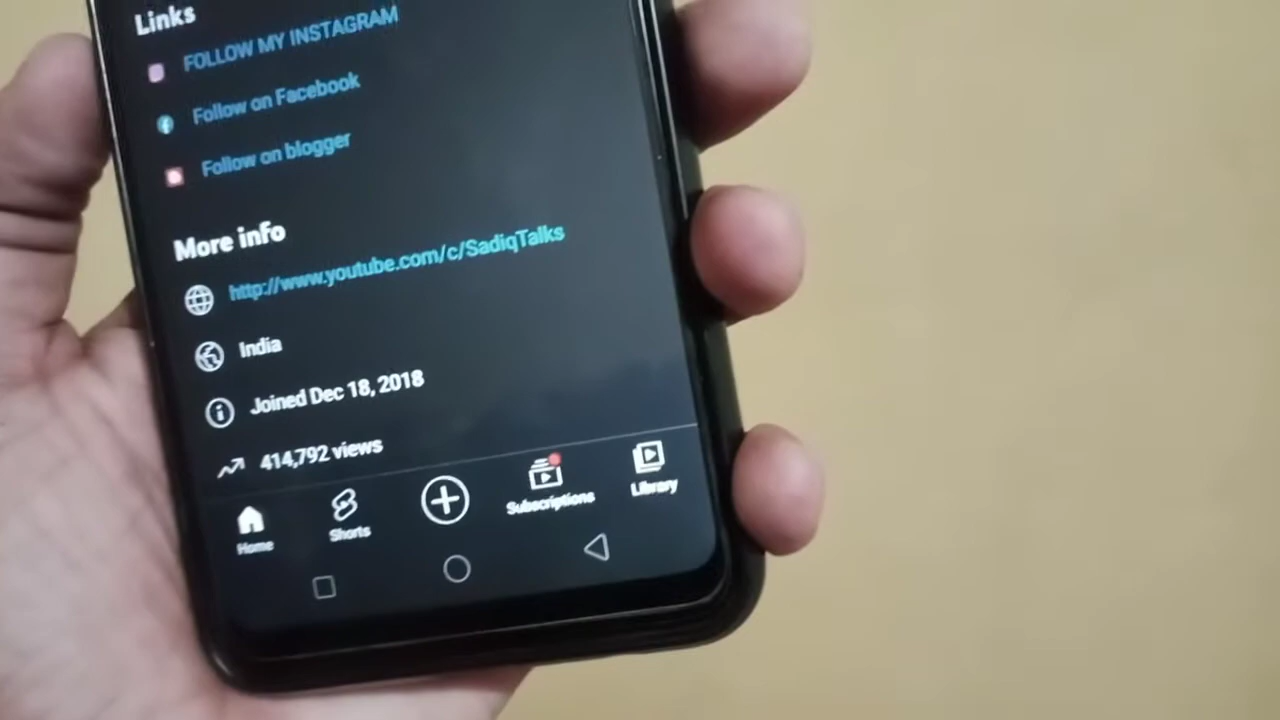 Links
FOLLOW MY INSTAGRAM
Follow on Facebook
Follow on blogger
More info
http://www.youtube.com/c/SadiqTalks
India
Joined Dec 18, 2018
414,792 views
Home
Shorts
Subscriptions
Library